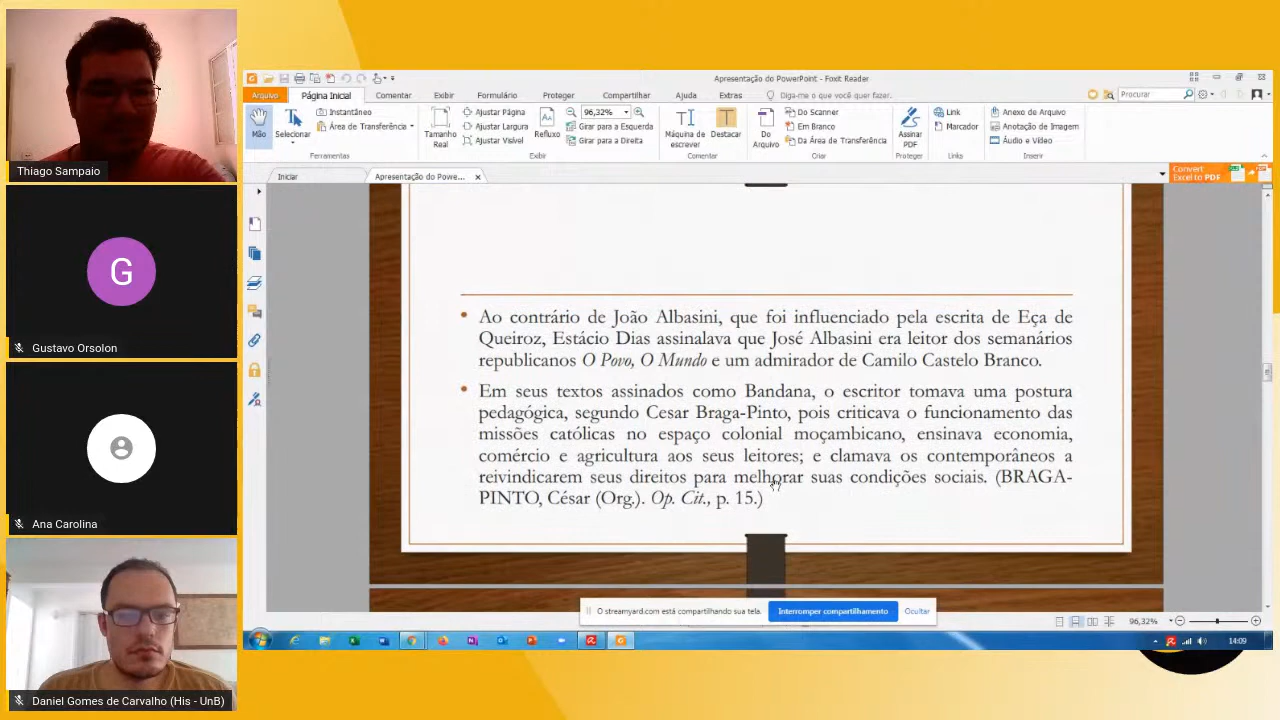 Thiago Sampaio
G
Gustavo Orsolon
Ana Carolina
Daniel Gomes de Carvalho (His - UnB)
Apresentação do PowerPoint - Foxit Reader
Arquivo Página Inicial Comentar Exibir Formulário Proteger Compartilhar Ajuda Extras Diga-me o que você quer fazer. Procurar
Mão
Selecionar
Instantâneo
Área de Transferência
Ferramentas
Tamanho Real
Ajustar Página
Ajustar Largura
Ajustar Visível
Refluxo
96,32%
Girar para a Esquerda
Girar para a Direita
Exibir
Máquina de escrever
Destacar
Comentar
Do Arquivo
Do Scanner
Em Branco
Da Área de Transferência
Criar
Assinar PDF
Proteger
Link
Marcador
Links
Anexo de Arquivo
Anotação de Imagem
Áudio e Vídeo
Inserir
Iniciar
Apresentação do Powe...
Convert
Excel to PDF
• Ao contrário de João Albasini, que foi influenciado pela escrita de Eça de
Queiroz, Estácio Dias assinalava que José Albasini era leitor dos semanários
republicanos O Povo, O Mundo e um admirador de Camilo Castelo Branco.
• Em seus textos assinados como Bandana, o escritor tomava uma postura
pedagógica, segundo Cesar Braga-Pinto, pois criticava o funcionamento das
missões católicas no espaço colonial moçambicano, ensinava economia,
comércio e agricultura aos seus leitores; e clamava os contemporâneos a
reivindicarem seus direitos para melhorar suas condições sociais. (BRAGA-
PINTO, César (Org.). Op. Cit., p. 15.)
O streamyard.com está compartilhando sua tela. Interromper compartilhamento Ocultar
96,32%
14:09